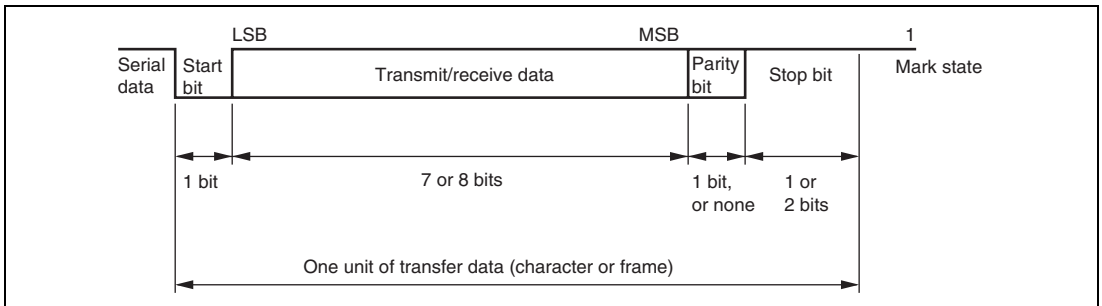 LSB
MSB
1
Serial
data
Start
bit
Transmit/receive data
Parity
bit
Stop bit
Mark state
1 bit
7 or 8 bits
1 bit,
or none
1 or
2 bits
One unit of transfer data (character or frame)